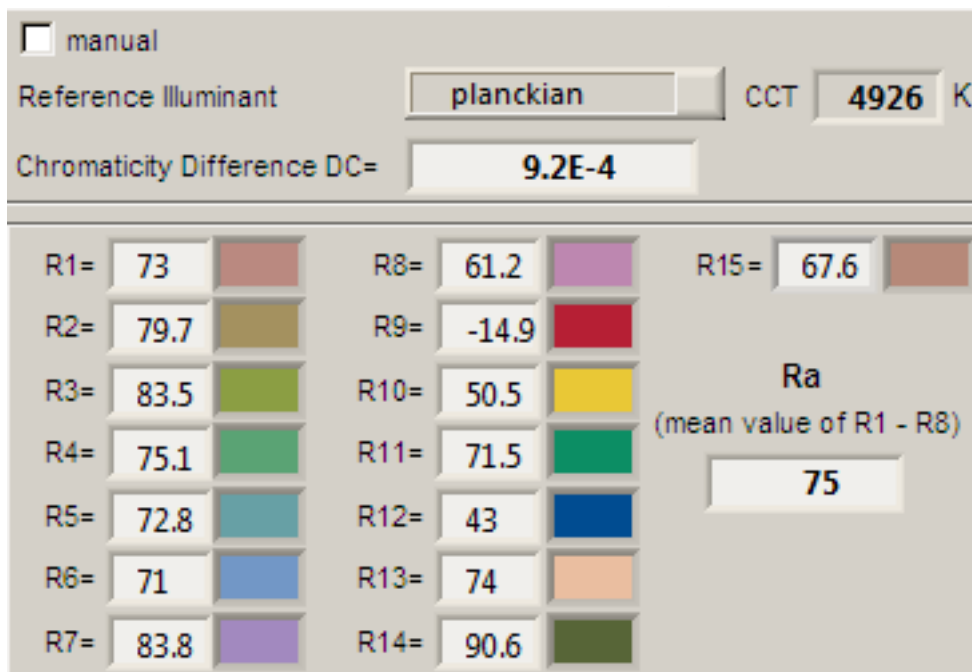 manual
Reference Illuminant planckian CCT 4926 K
Chromaticity Difference DC= 9.2E-4
R1= 73 R8= 61.2 R15= 67.6
R2= 79.7 R9= -14.9
R3= 83.5 R10= 50.5 Ra
(mean value of R1 - R8)
R4= 75.1 R11= 71.5
75
R5= 72.8 R12= 43
R6= 71 R13= 74
R7= 83.8 R14= 90.6